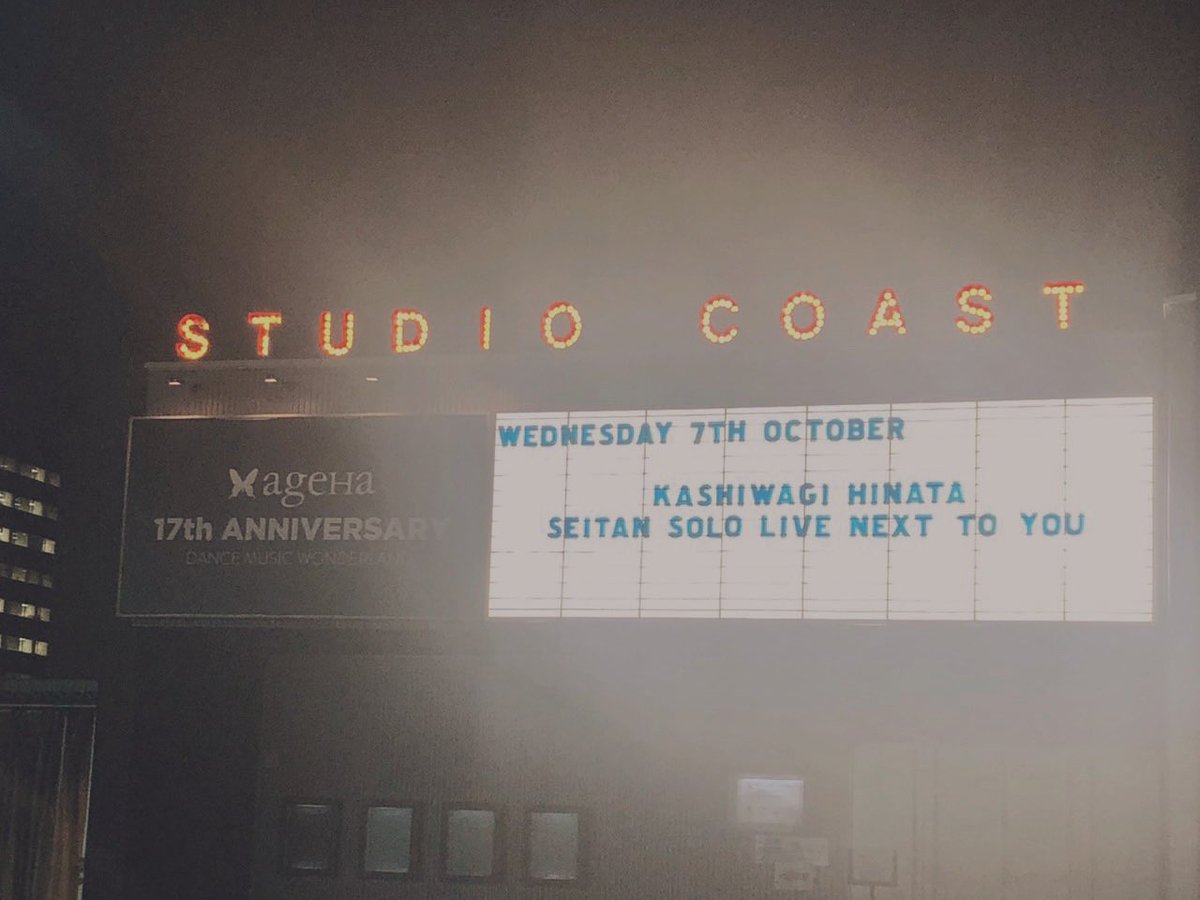 STUDIO COAST
ageHa
17th ANNIVERSARY
DANCE MUSIC WONDERLAND
WEDNESDAY 7TH OCTOBER
KASHIWAGI HINATA
SEITAN SOLO LIVE NEXT TO YOU